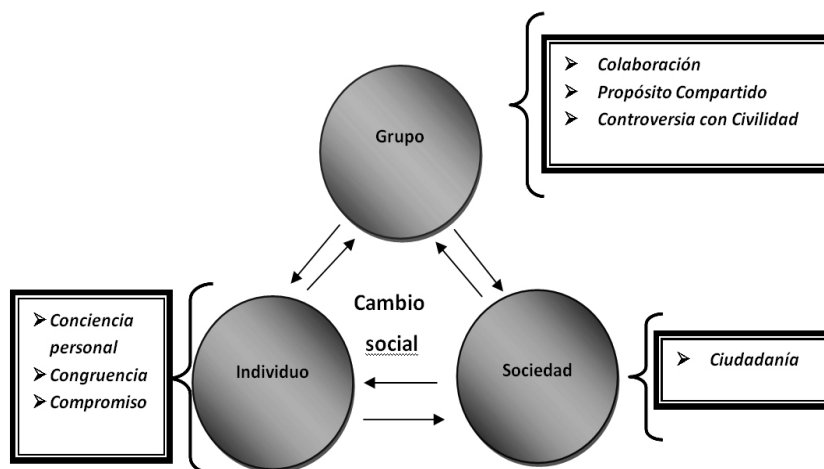 Colaboración
Propósito Compartido
Controversia con Civilidad
Grupo
Cambio
social
Conciencia
personal
Congruencia
Compromiso
Individuo
Sociedad
Ciudadanía